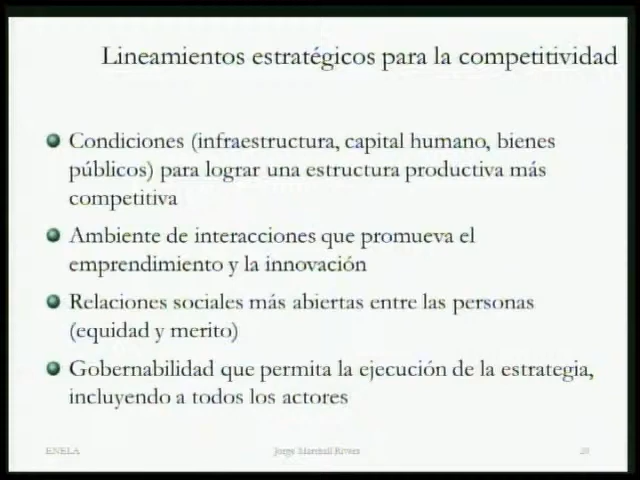 Lineamientos estratégicos para la competitividad
Condiciones (infraestructura, capital humano, bienes
públicos) para lograr una estructura productiva más
competitiva
Ambiente de interacciones que promueva el
emprendimiento y la innovación
Relaciones sociales más abiertas entre las personas
(equidad y merito)
Gobernabilidad que permita la ejecución de la estrategia,
incluyendo a todos los actores
ENELA
Jorge Marshall Rivera